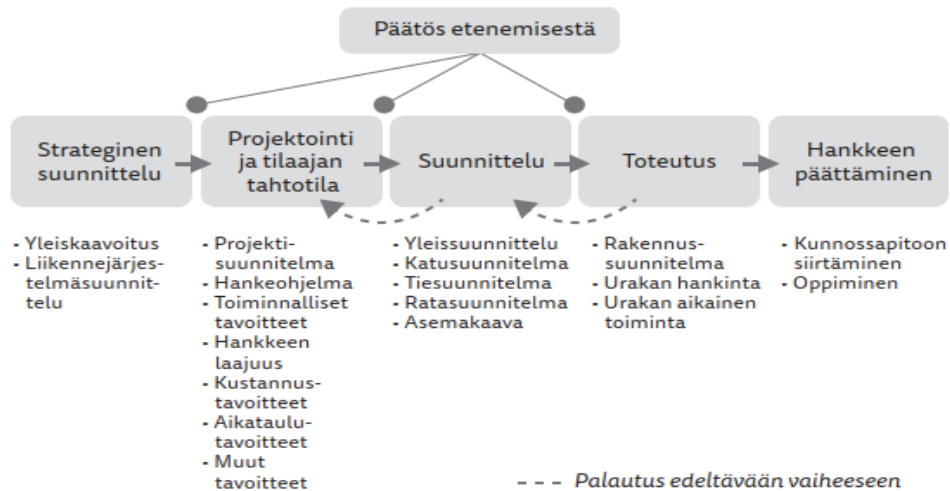 Päätös etenemisestä
Strateginen
suunnittelu
Projektointi
ja tilaajan
tahtotila
Suunnittelu
Toteutus
Hankkeen
päättäminen
- Yleiskaavoitus
- Liikennejärjes-
telmäsuunnit-
telu
- Projekti-
suunnitelma
- Hankeohjelma
- Toiminnalliset
tavoitteet
- Hankkeen
laajuus
- Kustannus-
tavoitteet
- Aikataulu-
tavoitteet
- Muut
tavoitteet
- Yleissuunnittelu
- Katusuunnitelma
- Tiesuunnitelma
- Ratasuunnitelma
- Asemakaava
- Rakennus-
suunnitelma
- Urakan hankinta
- Urakan aikainen
toiminta
- Kunnossapitoon
siirtäminen
- Oppiminen
Palautus edeltävään vaiheeseen